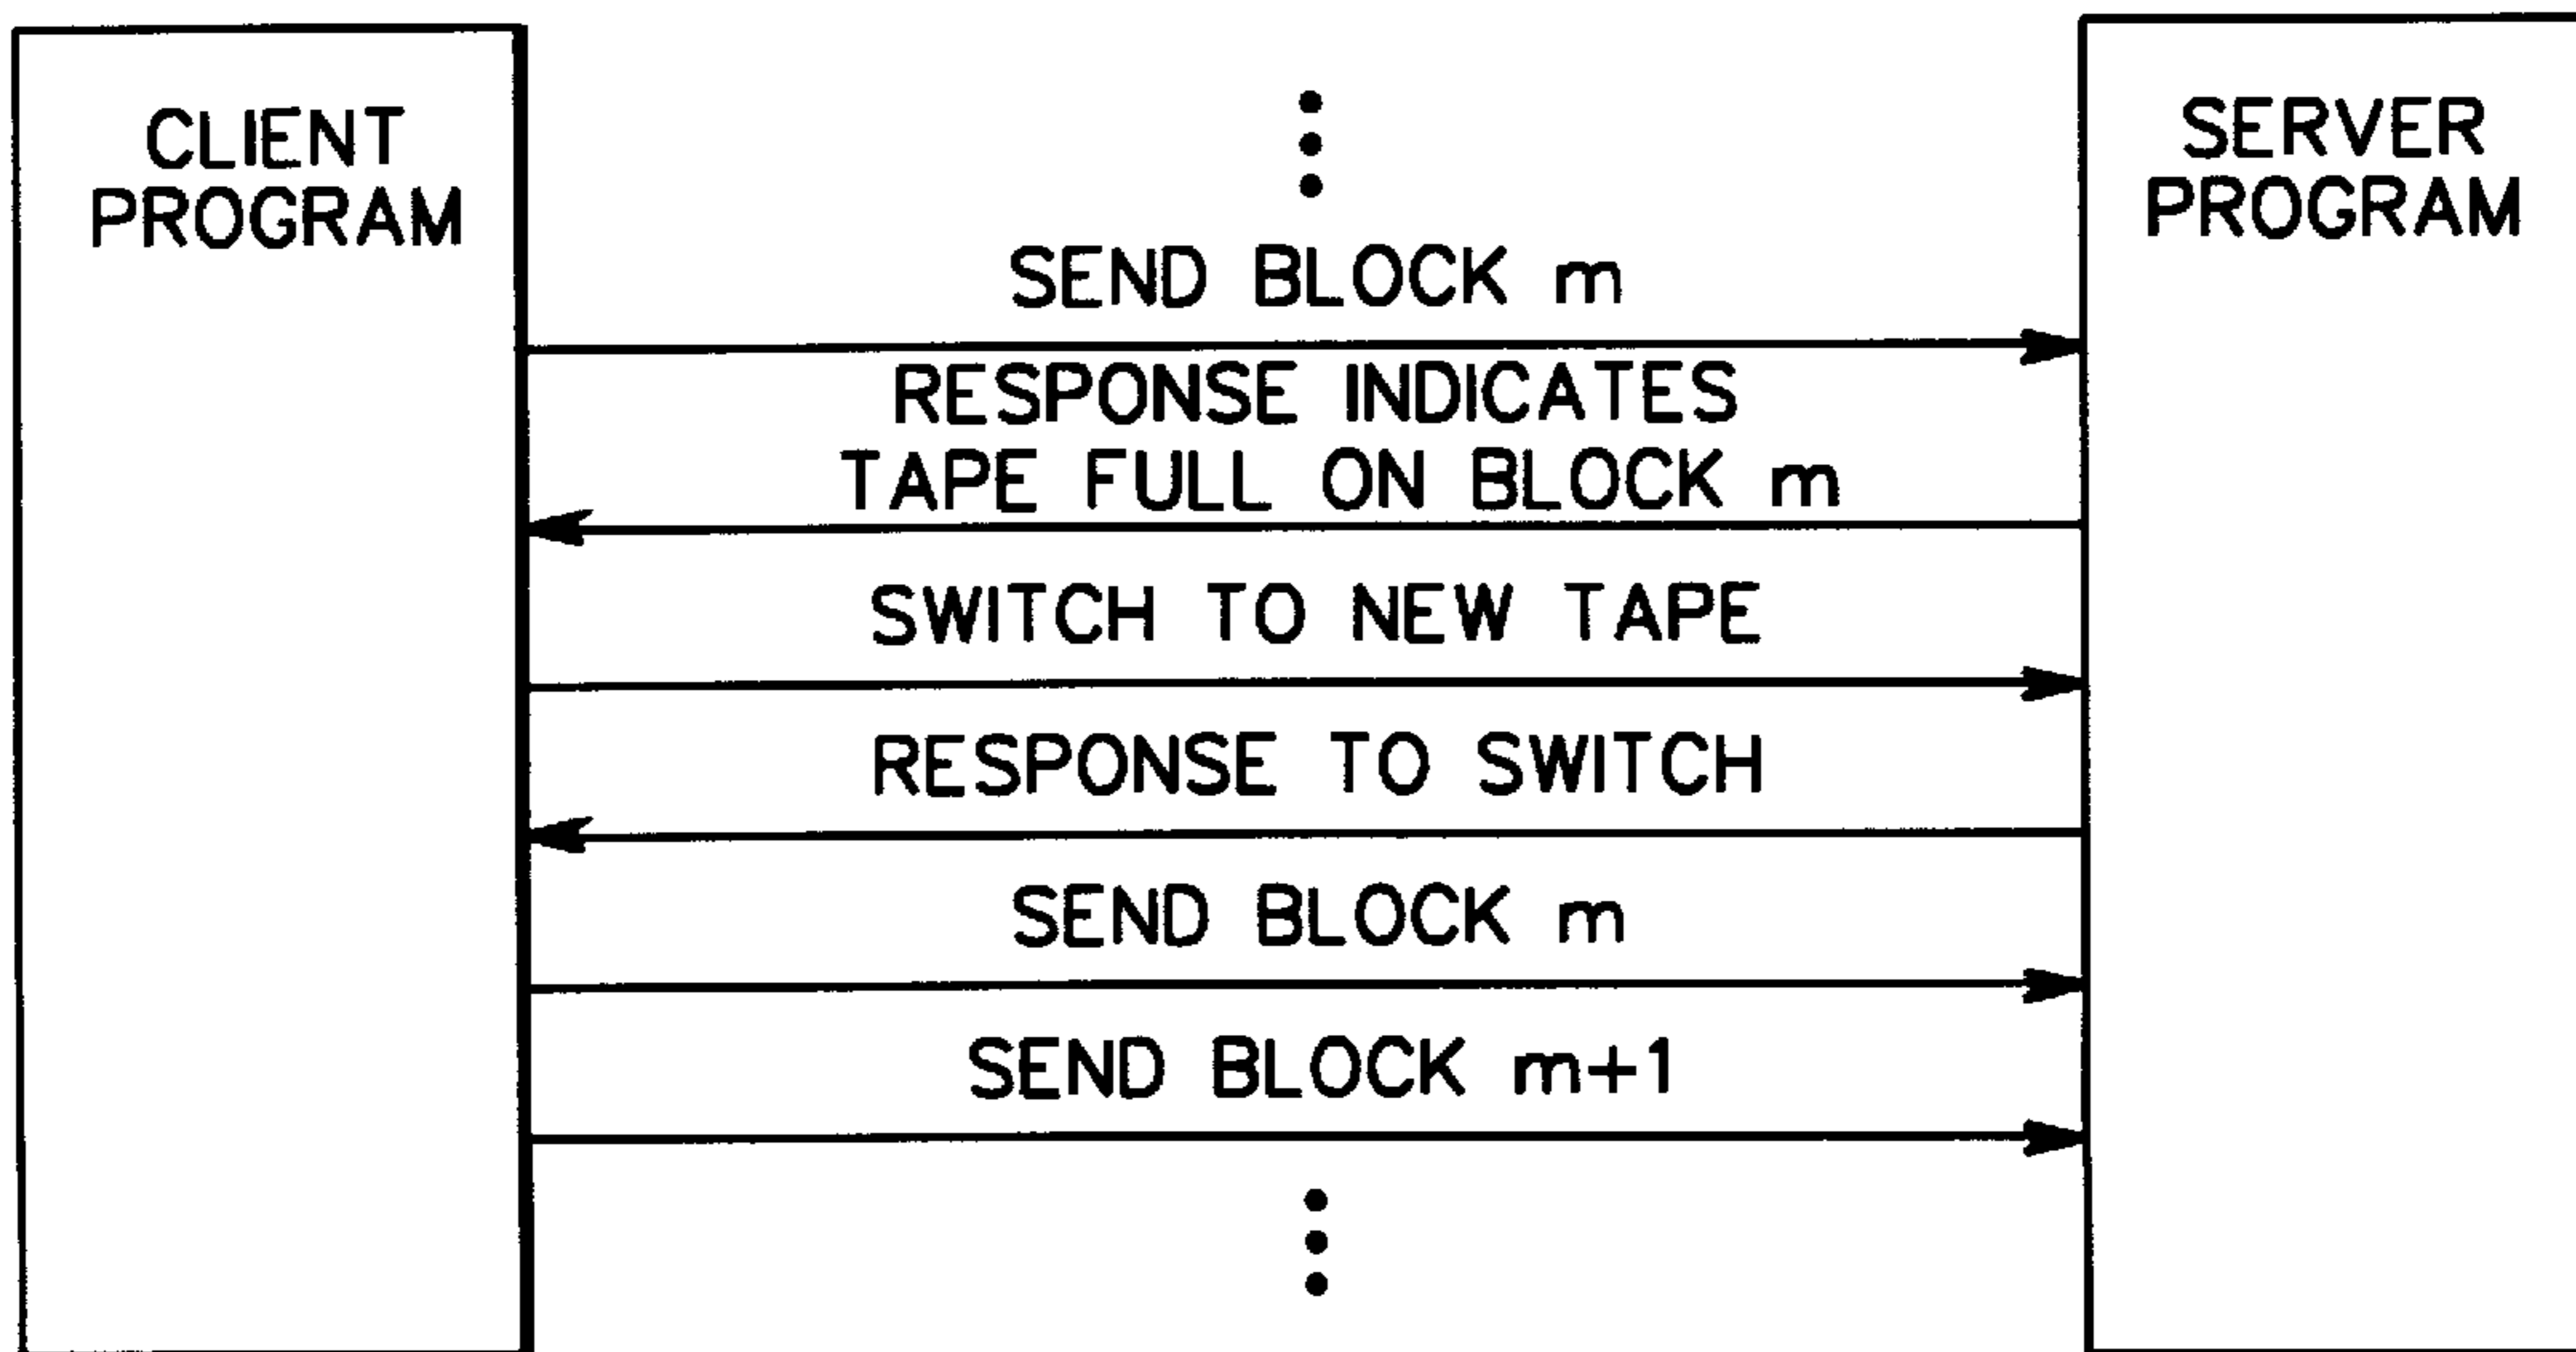 CLIENT
PROGRAM
SERVER
PROGRAM
SEND BLOCK m
RESPONSE INDICATES
TAPE FULL ON BLOCK m
SWITCH TO NEW TAPE
RESPONSE TO SWITCH
SEND BLOCK m
SEND BLOCK m+1